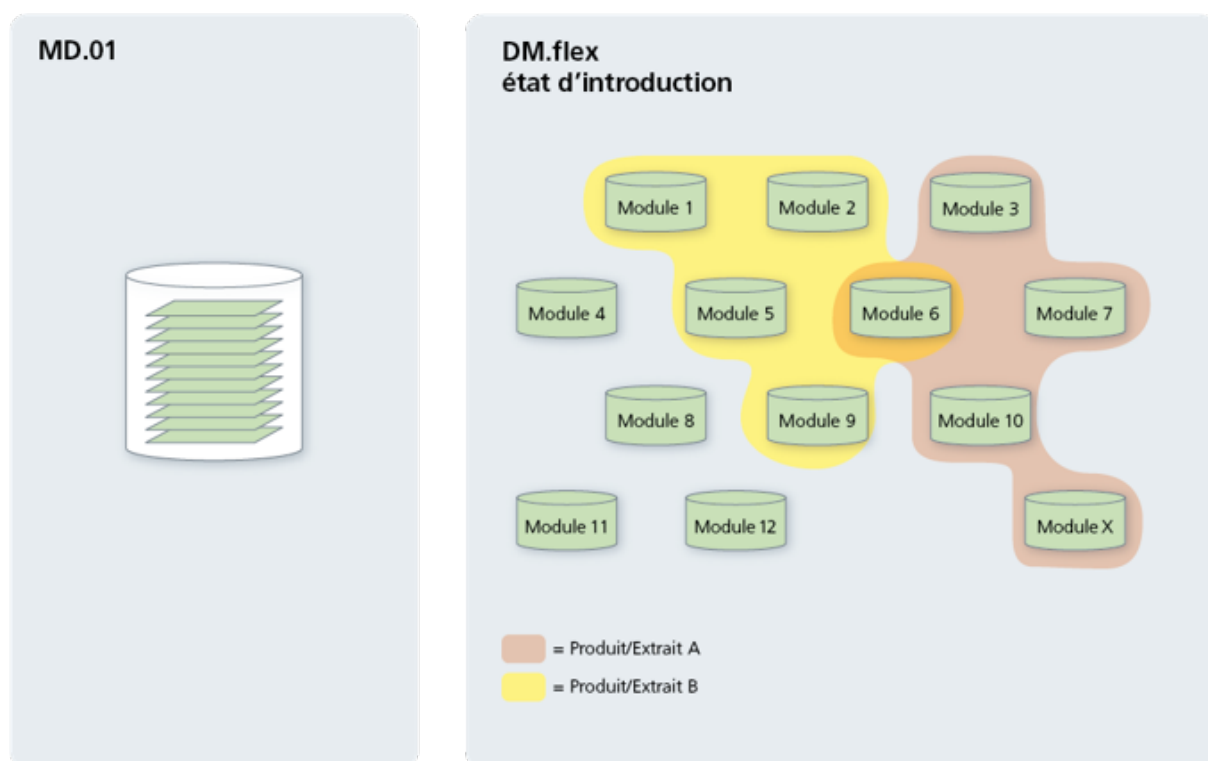 MD.01
DM.flex
état d’introduction
Module 1
Module 2
Module 3
Module 4
Module 5
Module 6
Module 7
Module 8
Module 9
Module 10
Module 11
Module 12
Module X
= Produit/Extrait A
= Produit/Extrait B